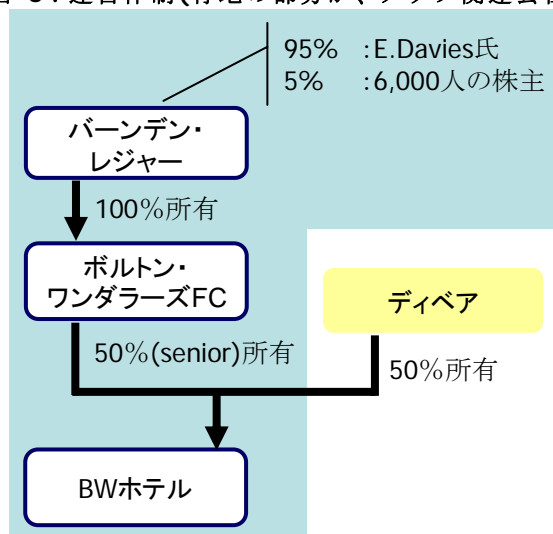 95% :E.Davies氏
5% :6,000人の株主
バーンデン・
レジャー
100%所有
ボルトン・
ワンダラーズFC
ディベア
50%(senior)所有
50%所有
BWホテル